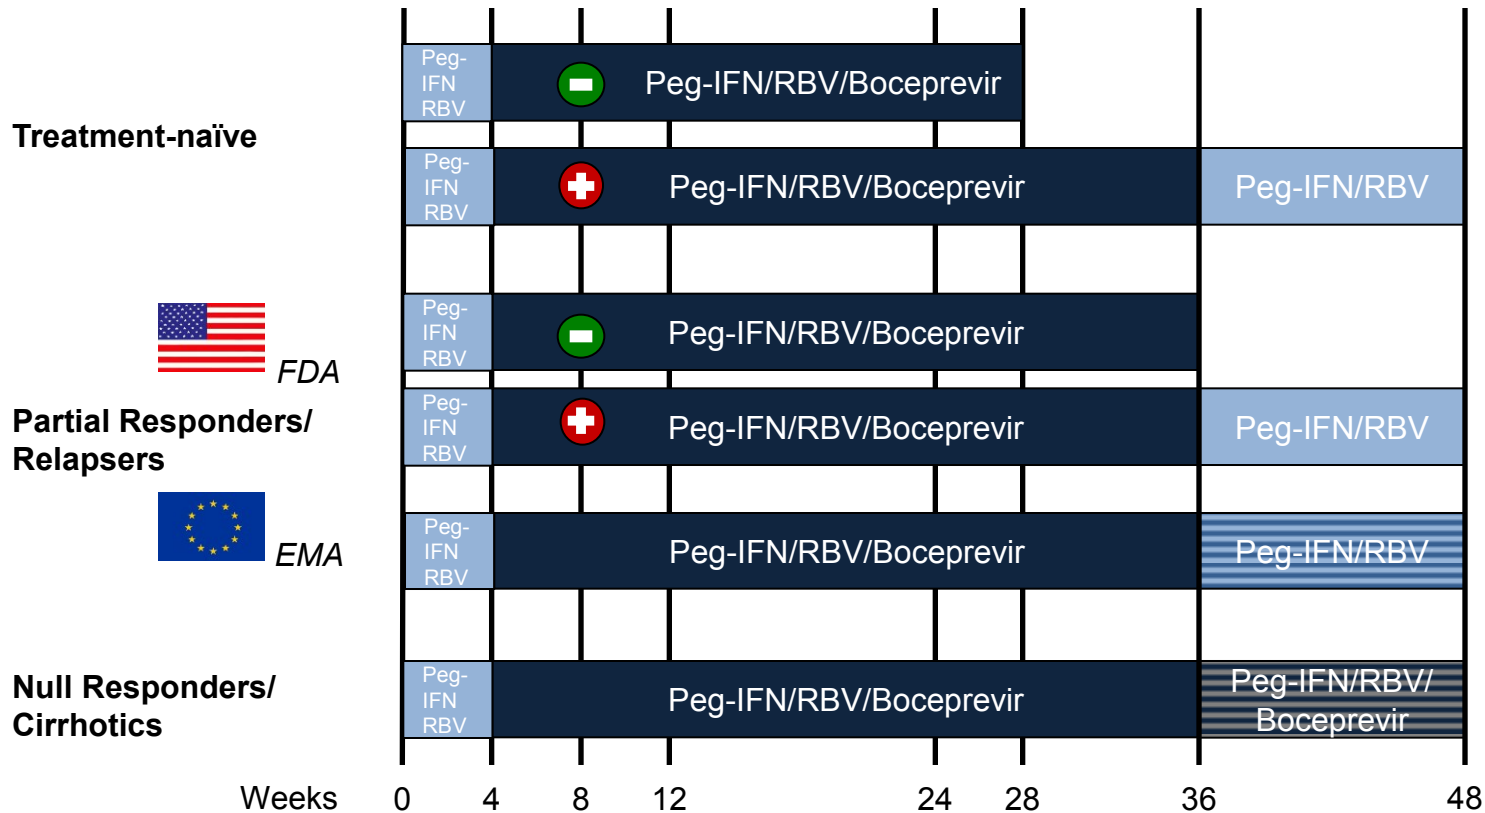 Treatment-naïve
Peg-
IFN
RBV
Peg-IFN/RBV/Boceprevir
Peg-
IFN
RBV
Peg-IFN/RBV/Boceprevir
Peg-IFN/RBV
FDA
Partial Responders/
Relapsers
EMA
Peg-
IFN
RBV
Peg-IFN/RBV/Boceprevir
Peg-
IFN
RBV
Peg-IFN/RBV/Boceprevir
Peg-IFN/RBV
Peg-
IFN
RBV
Peg-IFN/RBV/Boceprevir
Peg-IFN/RBV
Null Responders/
Cirrhotics
Peg-
IFN
RBV
Peg-IFN/RBV/Boceprevir
Peg-IFN/RBV/
Boceprevir
Weeks 0 4 8 12 24 28 36 48